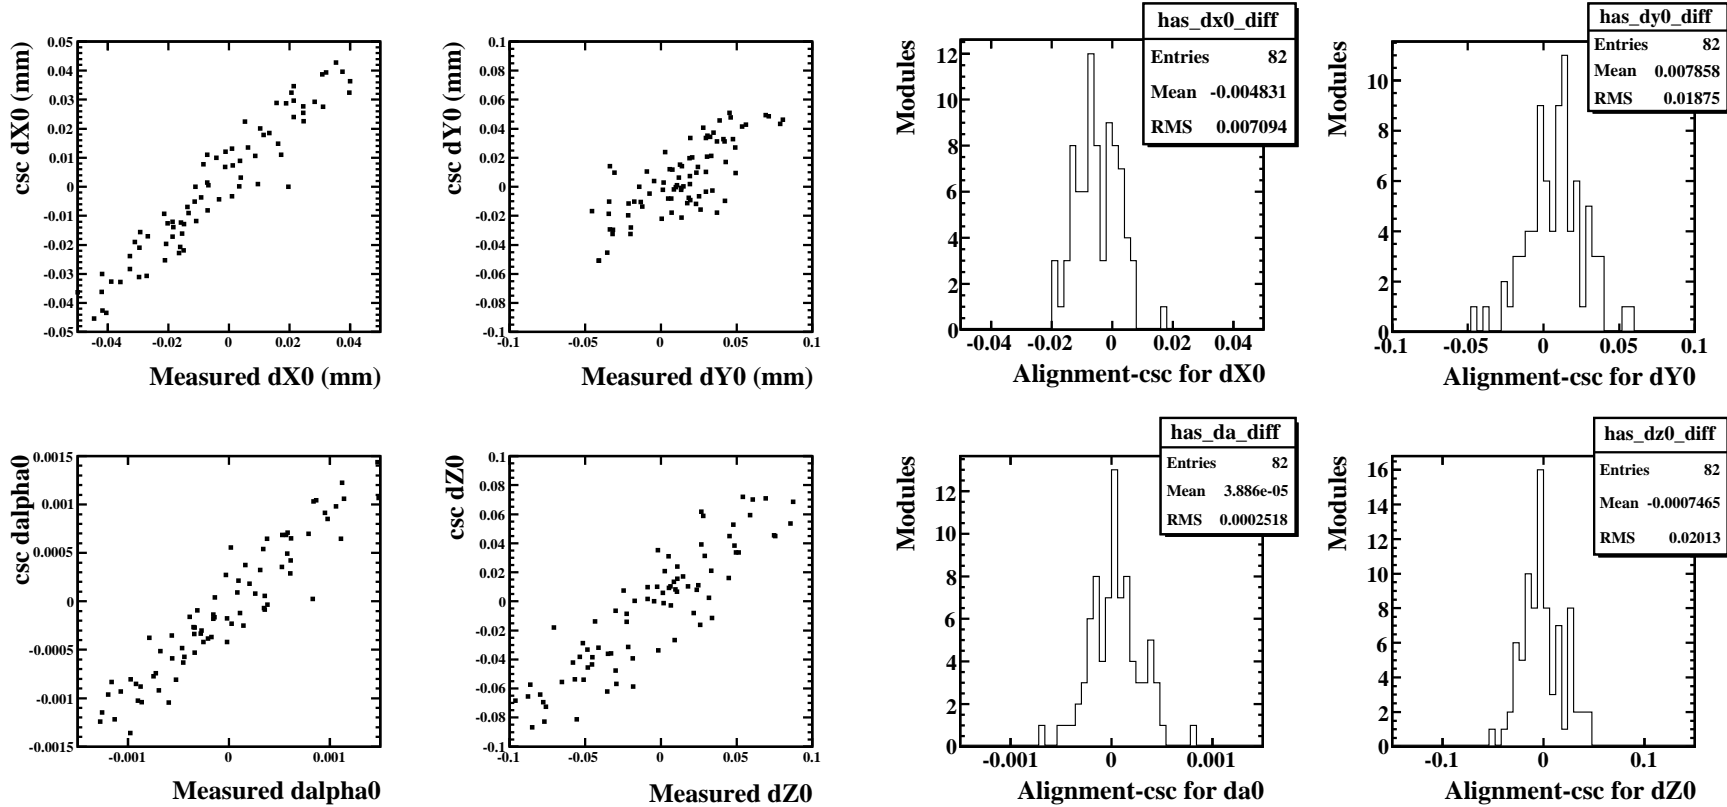 csc dX0 (mm)
0.05
0.04
0.03
0.02
0.01
0
-0.01
-0.02
-0.03
-0.04
-0.05
-0.04 -0.02 0 0.02 0.04
Measured dX0 (mm)
csc dY0 (mm)
0.1
0.08
0.06
0.04
0.02
0
-0.02
-0.04
-0.06
-0.08
-0.1
-0.1 -0.05 0 0.05 0.1
Measured dY0 (mm)
has_dx0_diff
Entries 82
Mean -0.004831
RMS 0.007094
Modules
12
10
8
6
4
2
0
-0.04 -0.02 0 0.02 0.04
Alignment-csc for dX0
has_dy0_diff
Entries 82
Mean 0.007858
RMS 0.01875
Modules
10
8
6
4
2
0
-0.1 -0.05 0 0.05 0.1
Alignment-csc for dY0
csc dalpha0
0.0015
0.001
0.0005
0
-0.0005
-0.001
-0.0015
-0.001 0 0.001
Measured dalpha0
csc dZ0
0.1
0.08
0.06
0.04
0.02
0
-0.02
-0.04
-0.06
-0.08
-0.1
-0.1 -0.05 0 0.05 0.1
Measured dZ0
has_da_diff
Entries 82
Mean 3.886e-05
RMS 0.0002518
Modules
12
10
8
6
4
2
0
-0.001 0 0.001
Alignment-csc for da0
has_dz0_diff
Entries 82
Mean -0.0007465
RMS 0.02013
Modules
16
14
12
10
8
6
4
2
0
-0.1 0 0.1
Alignment-csc for dZ0